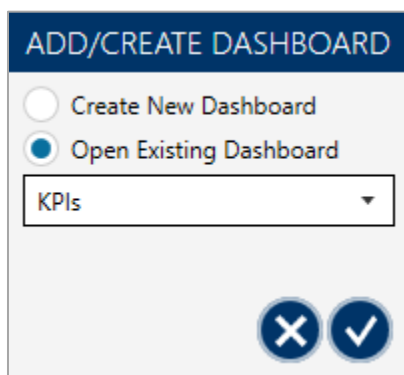 ADD/CREATE DASHBOARD
Create New Dashboard
Open Existing Dashboard
KPIs